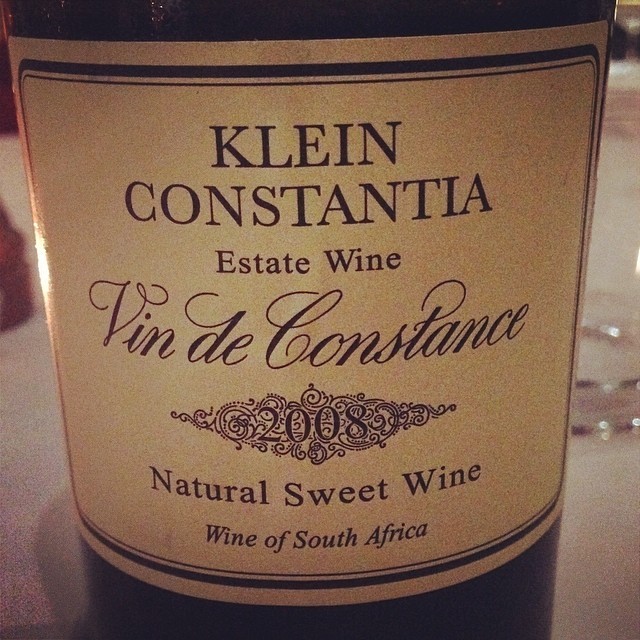 KLEIN
CONSTANTIA
Estate Wine
Vin de Constance
2008
Natural Sweet Wine
Wine of South Africa